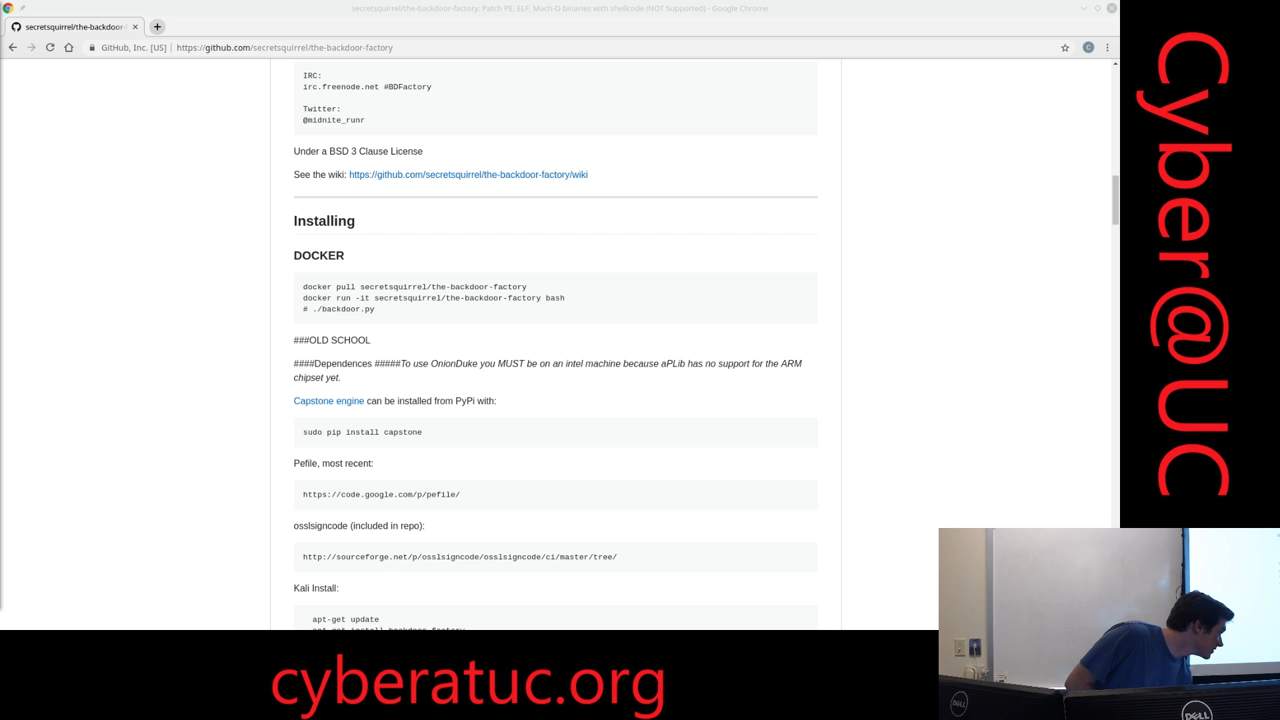 secretsquirrel/the-backdoor-factory: Patch PE, ELF, Mach-O binaries with shellcode (NOT Supported) - Google Chrome
secretsquirrel/the-backdoor-
GitHub, Inc. [US] | https://github.com/secretsquirrel/the-backdoor-factory
C
IRC:
irc.freenode.net #BDFactory
Twitter:
@midnite_runr
Under a BSD 3 Clause License
See the wiki: https://github.com/secretsquirrel/the-backdoor-factory/wiki
Installing
DOCKER
docker pull secretsquirrel/the-backdoor-factory
docker run -it secretsquirrel/the-backdoor-factory bash
# ./backdoor.py
###OLD SCHOOL
####Dependences #####To use OnionDuke you MUST be on an intel machine because aPLib has no support for the ARM
chipset yet.
Capstone engine can be installed from PyPi with:
sudo pip install capstone
Pefile, most recent:
https://code.google.com/p/pefile/
osslsigncode (included in repo):
http://sourceforge.net/p/osslsigncode/osslsigncode/ci/master/tree/
Kali Install:
apt-get update
apt-get install backdoor-factory
Cyber@UC
cyberatuc.org
DELL
DELL